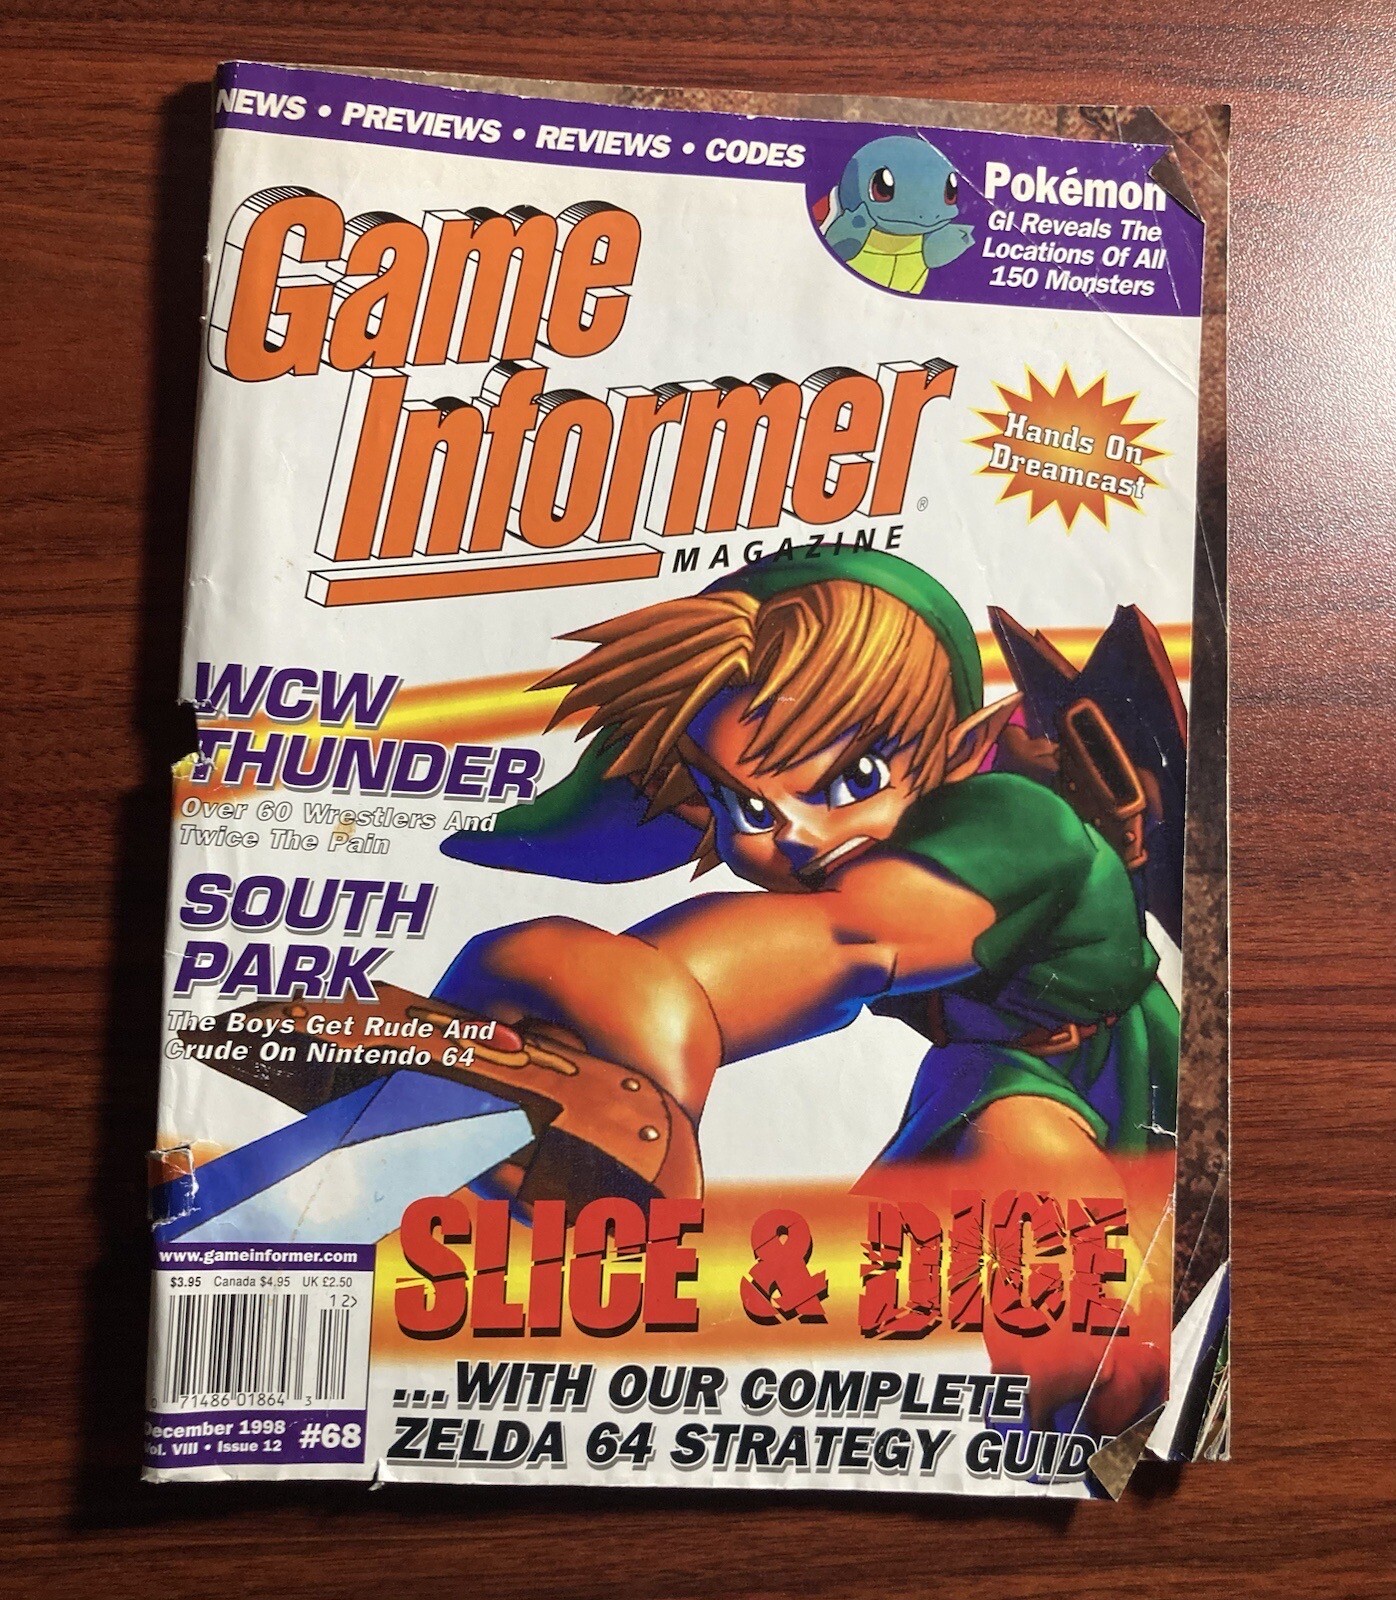 NEWS • PREVIEWS • REVIEWS • CODES
Pokémon
GI Reveals The
Locations Of All
150 Monsters
Game
Informer®
MAGAZINE
Hands On
Dreamcast
WCW
THUNDER
Over 60 Wrestlers And
Twice The Pain
SOUTH
PARK
The Boys Get Rude And
Crude On Nintendo 64
SLICE & DICE
...WITH OUR COMPLETE
ZELDA 64 STRATEGY GUID
www.gameinformer.com
$3.95 Canada $4.95 UK £2.50
12>
0 71486 01864 3
December 1998
Vol. VIII • Issue 12 #68